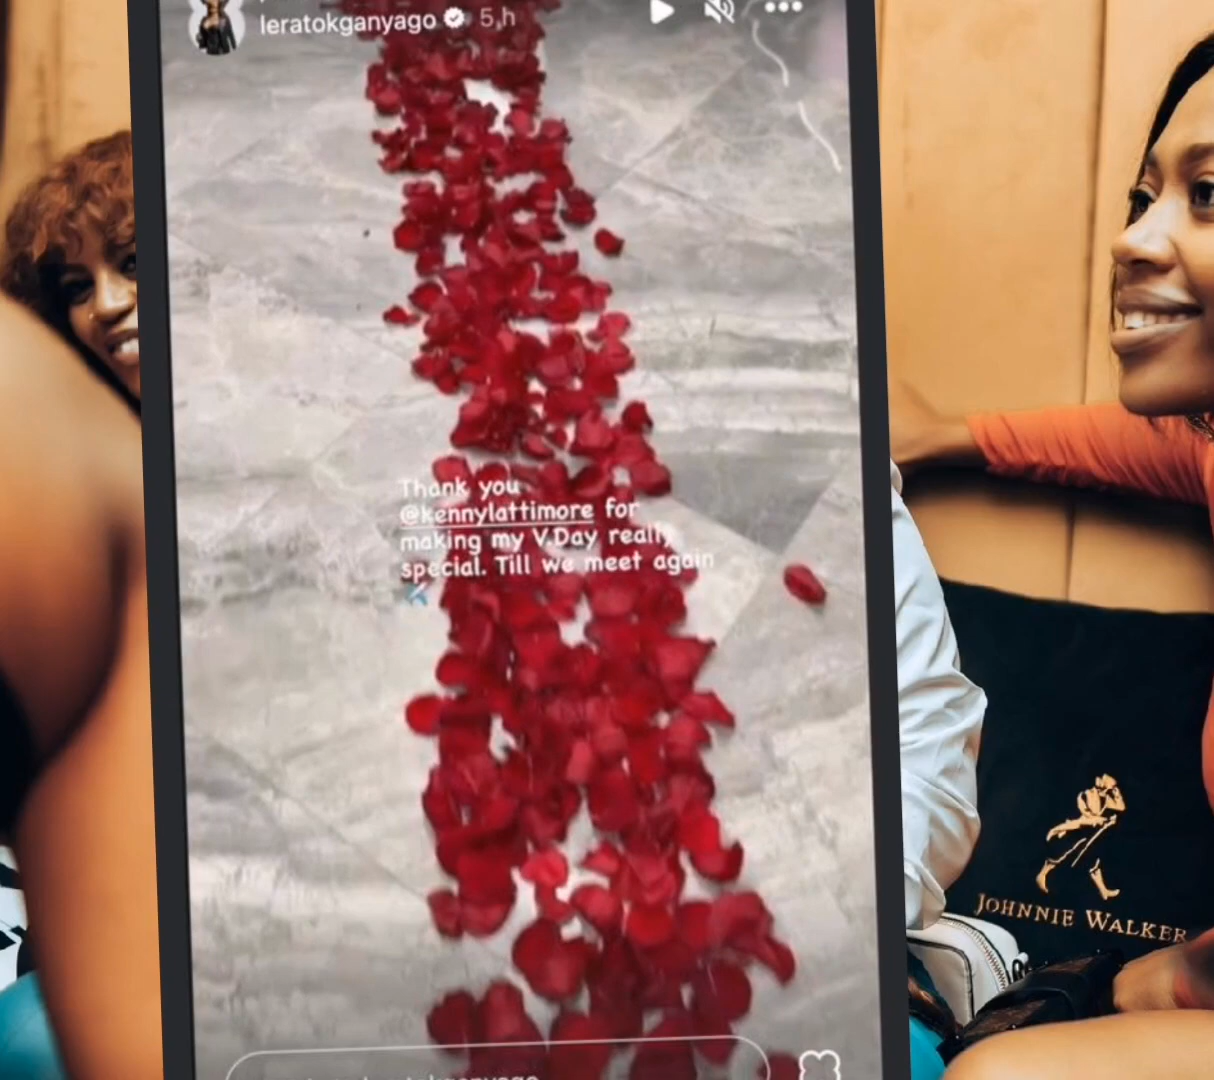 leratokganyago 5 h
Thank you
@kennylattimore for
making my V.Day really
special. Till we meet again
JOHNNIE WALKER